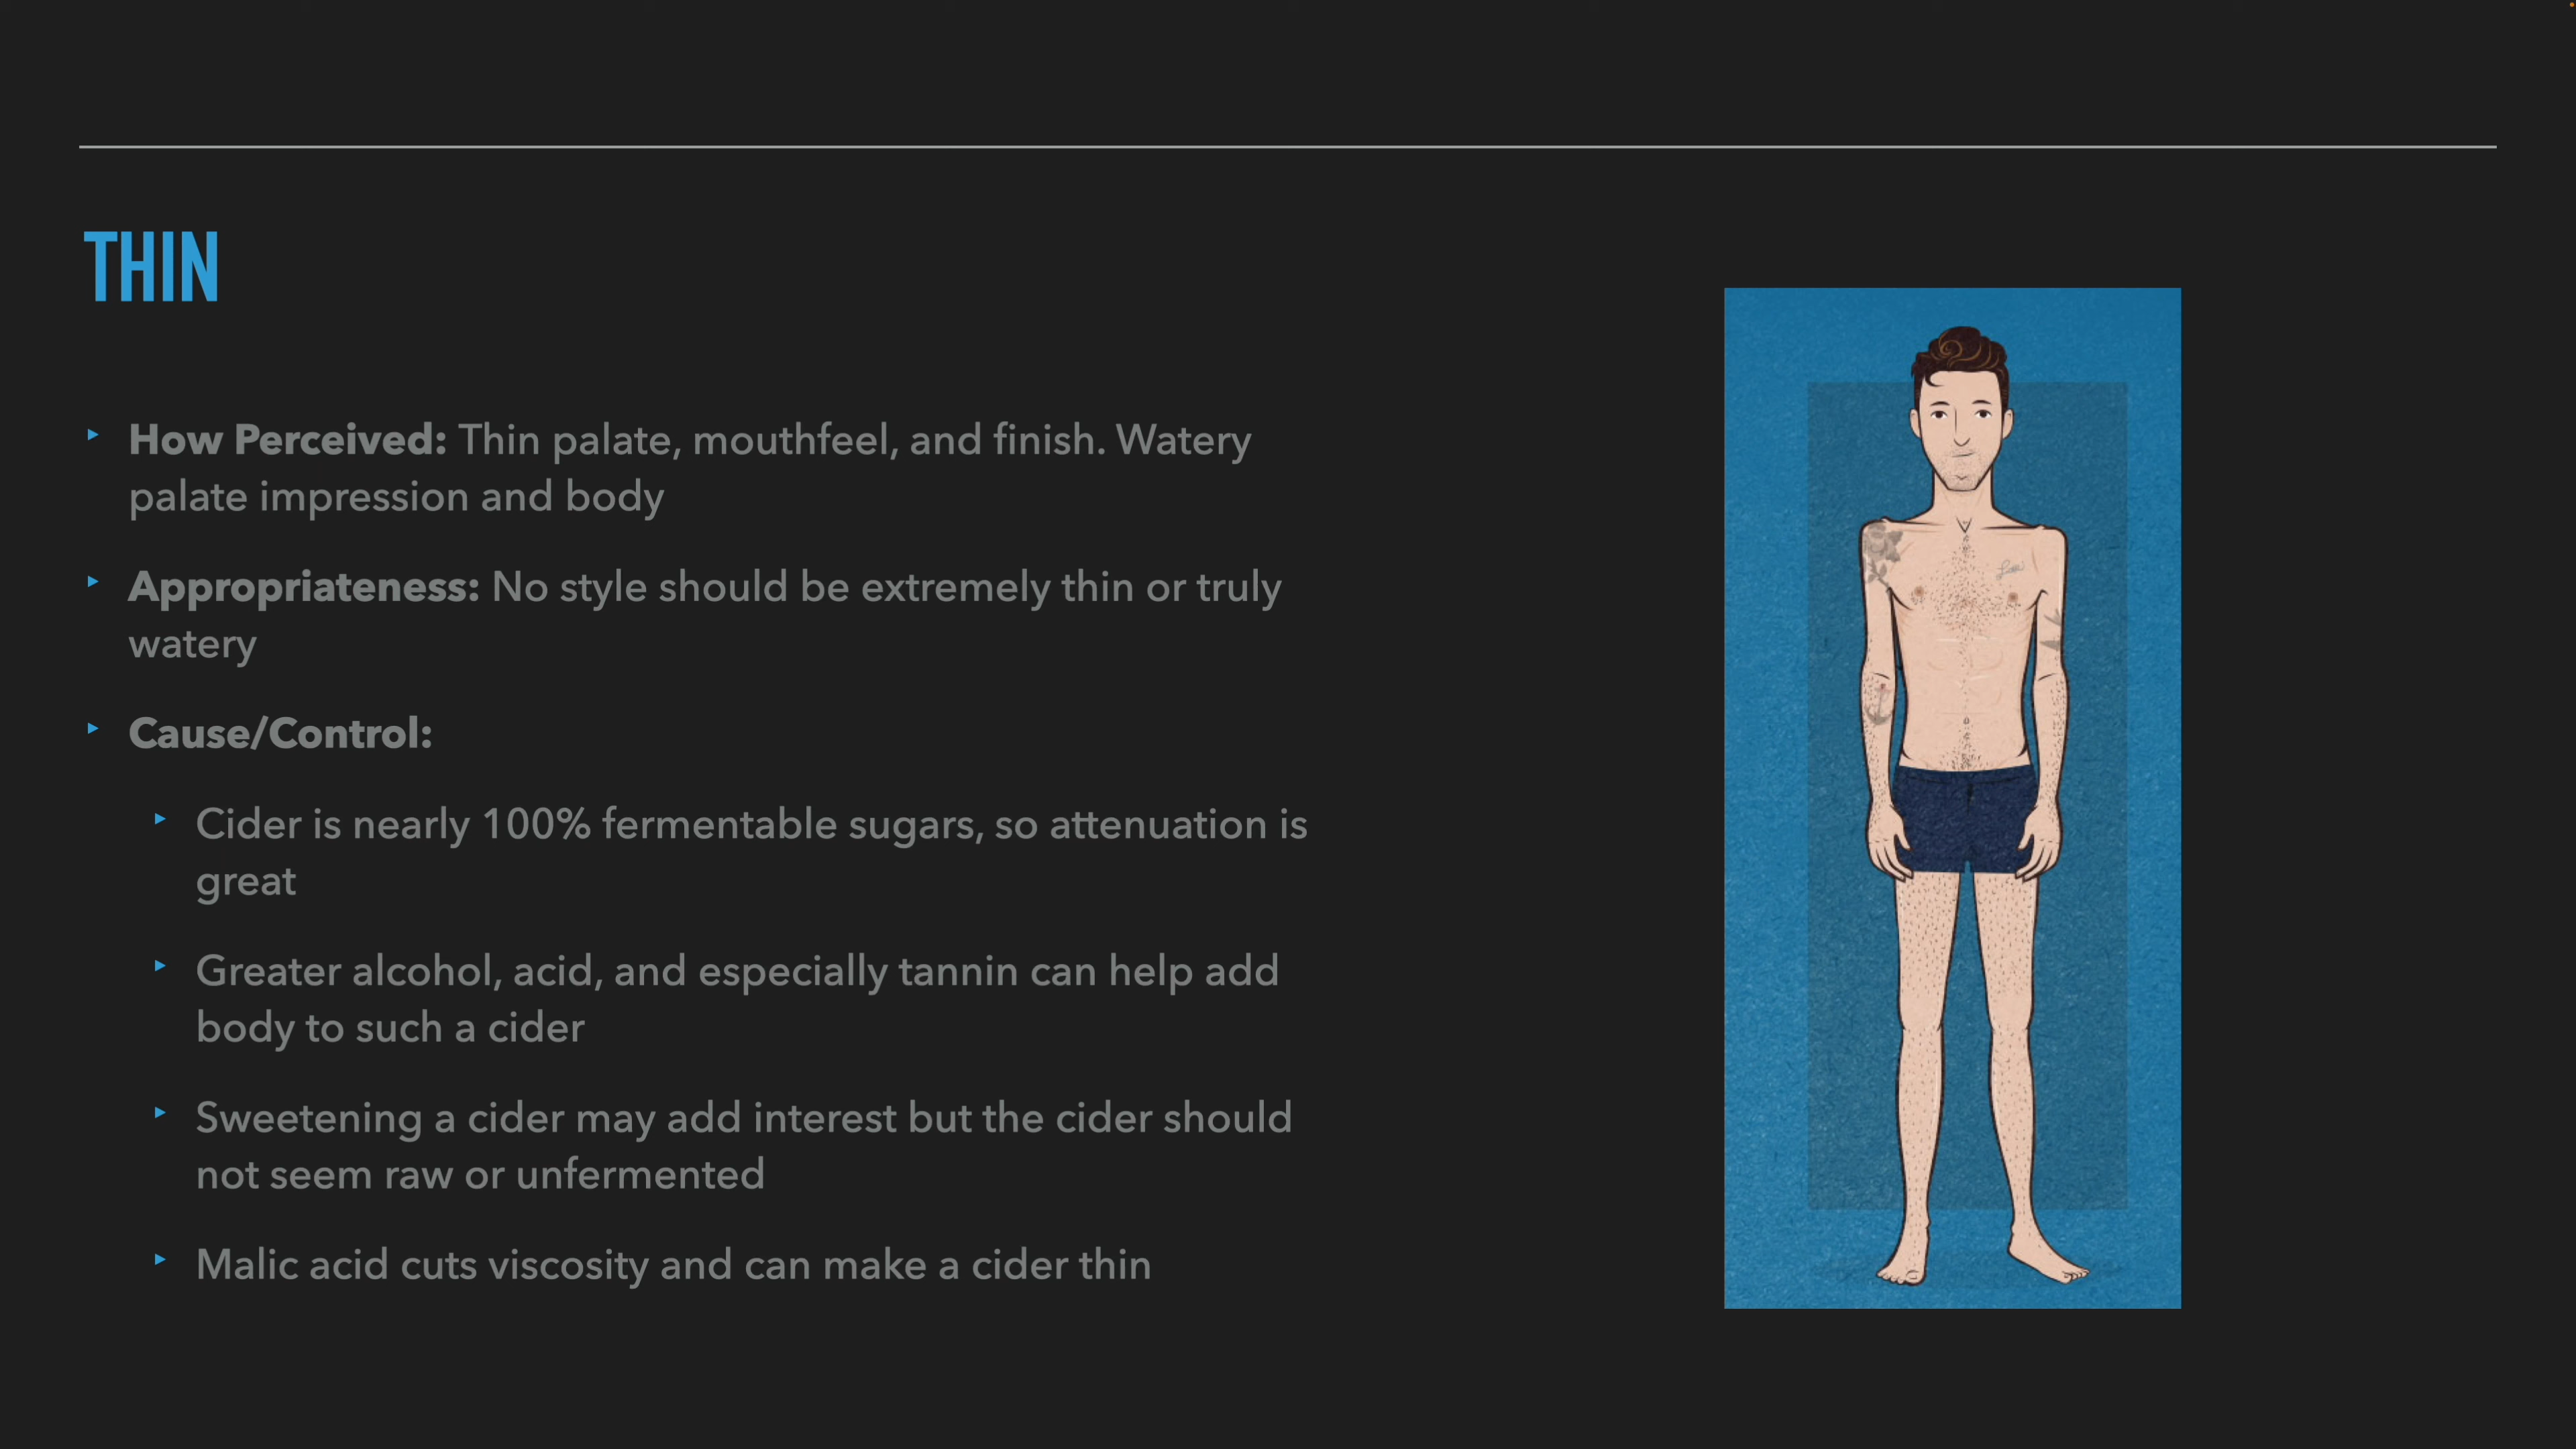 THIN
How Perceived: Thin palate, mouthfeel, and finish. Watery
palate impression and body
Appropriateness: No style should be extremely thin or truly
watery
Cause/Control:
Cider is nearly 100% fermentable sugars, so attenuation is
great
Greater alcohol, acid, and especially tannin can help add
body to such a cider
Sweetening a cider may add interest but the cider should
not seem raw or unfermented
Malic acid cuts viscosity and can make a cider thin